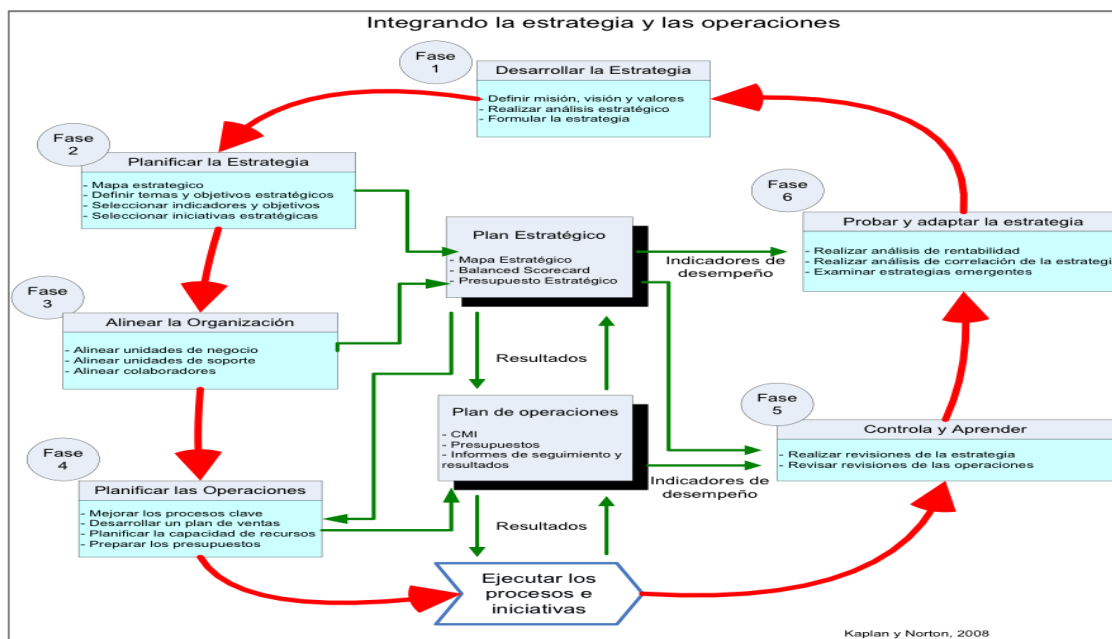 Integrando la estrategia y las operaciones
Fase
1
Desarrollar la Estrategia
- Definir misión, visión y valores
- Realizar análisis estratégico
- Formular la estrategia
Fase
2
Planificar la Estrategia
- Mapa estrategico
- Definir temas y objetivos estratégicos
- Seleccionar indicadores y objetivos
- Seleccionar iniciativas estratégicas
Fase
3
Alinear la Organización
- Alinear unidades de negocio
- Alinear unidades de soporte
- Alinear colaboradores
Fase
4
Planificar las Operaciones
- Mejorar los procesos clave
- Desarrollar un plan de ventas
- Planificar la capacidad de recursos
- Preparar los presupuestos
Plan Estratégico
- Mapa Estratégico
- Balanced Scorecard
- Presupuesto Estratégico
Indicadores de
desempeño
Resultados
Plan de operaciones
- CMI
- Presupuestos
- Informes de seguimiento y
resultados
Indicadores de
desempeño
Resultados
Ejecutar los
procesos e
iniciativas
Fase
5
Controla y Aprender
- Realizar revisiones de la estrategia
- Revisar revisiones de las operaciones
Fase
6
Probar y adaptar la estrategia
- Realizar análisis de rentabilidad
- Realizar análisis de correlación de la estrategi
- Examinar estrategias emergentes
Kaplan y Norton, 2008